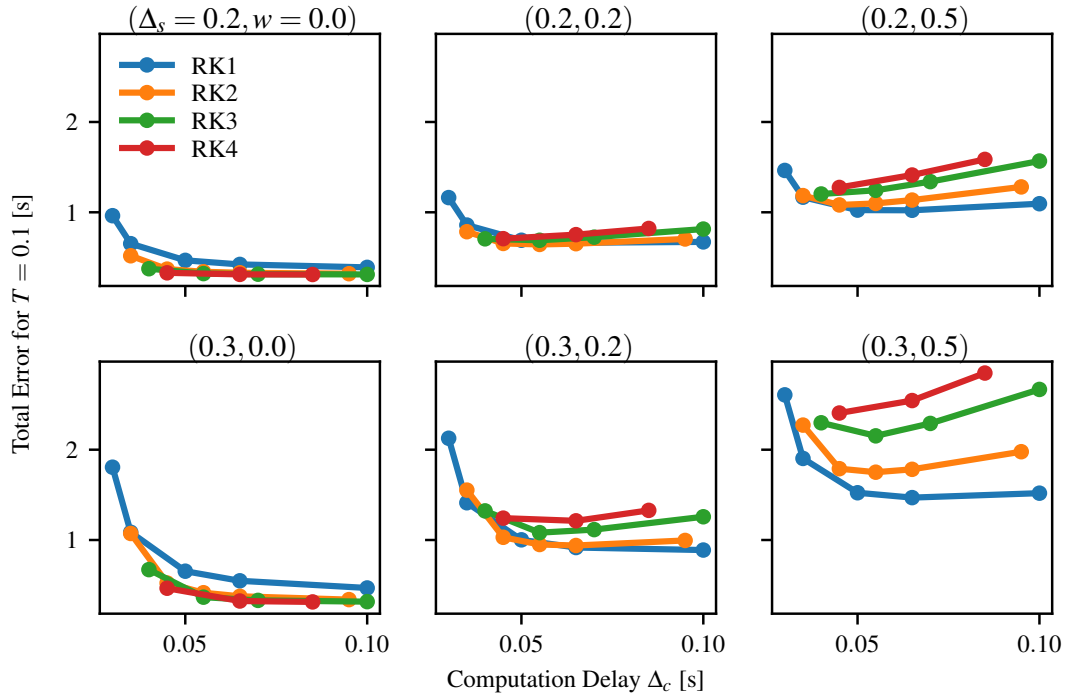 (Δ_s = 0.2, w = 0.0)
(0.2, 0.2)
(0.2, 0.5)
RK1
RK2
RK3
RK4
2
1
(0.3, 0.0)
(0.3, 0.2)
(0.3, 0.5)
2
1
Total Error for T = 0.1 [s]
0.05
0.10
0.05
0.10
0.05
0.10
Computation Delay Δ_c [s]